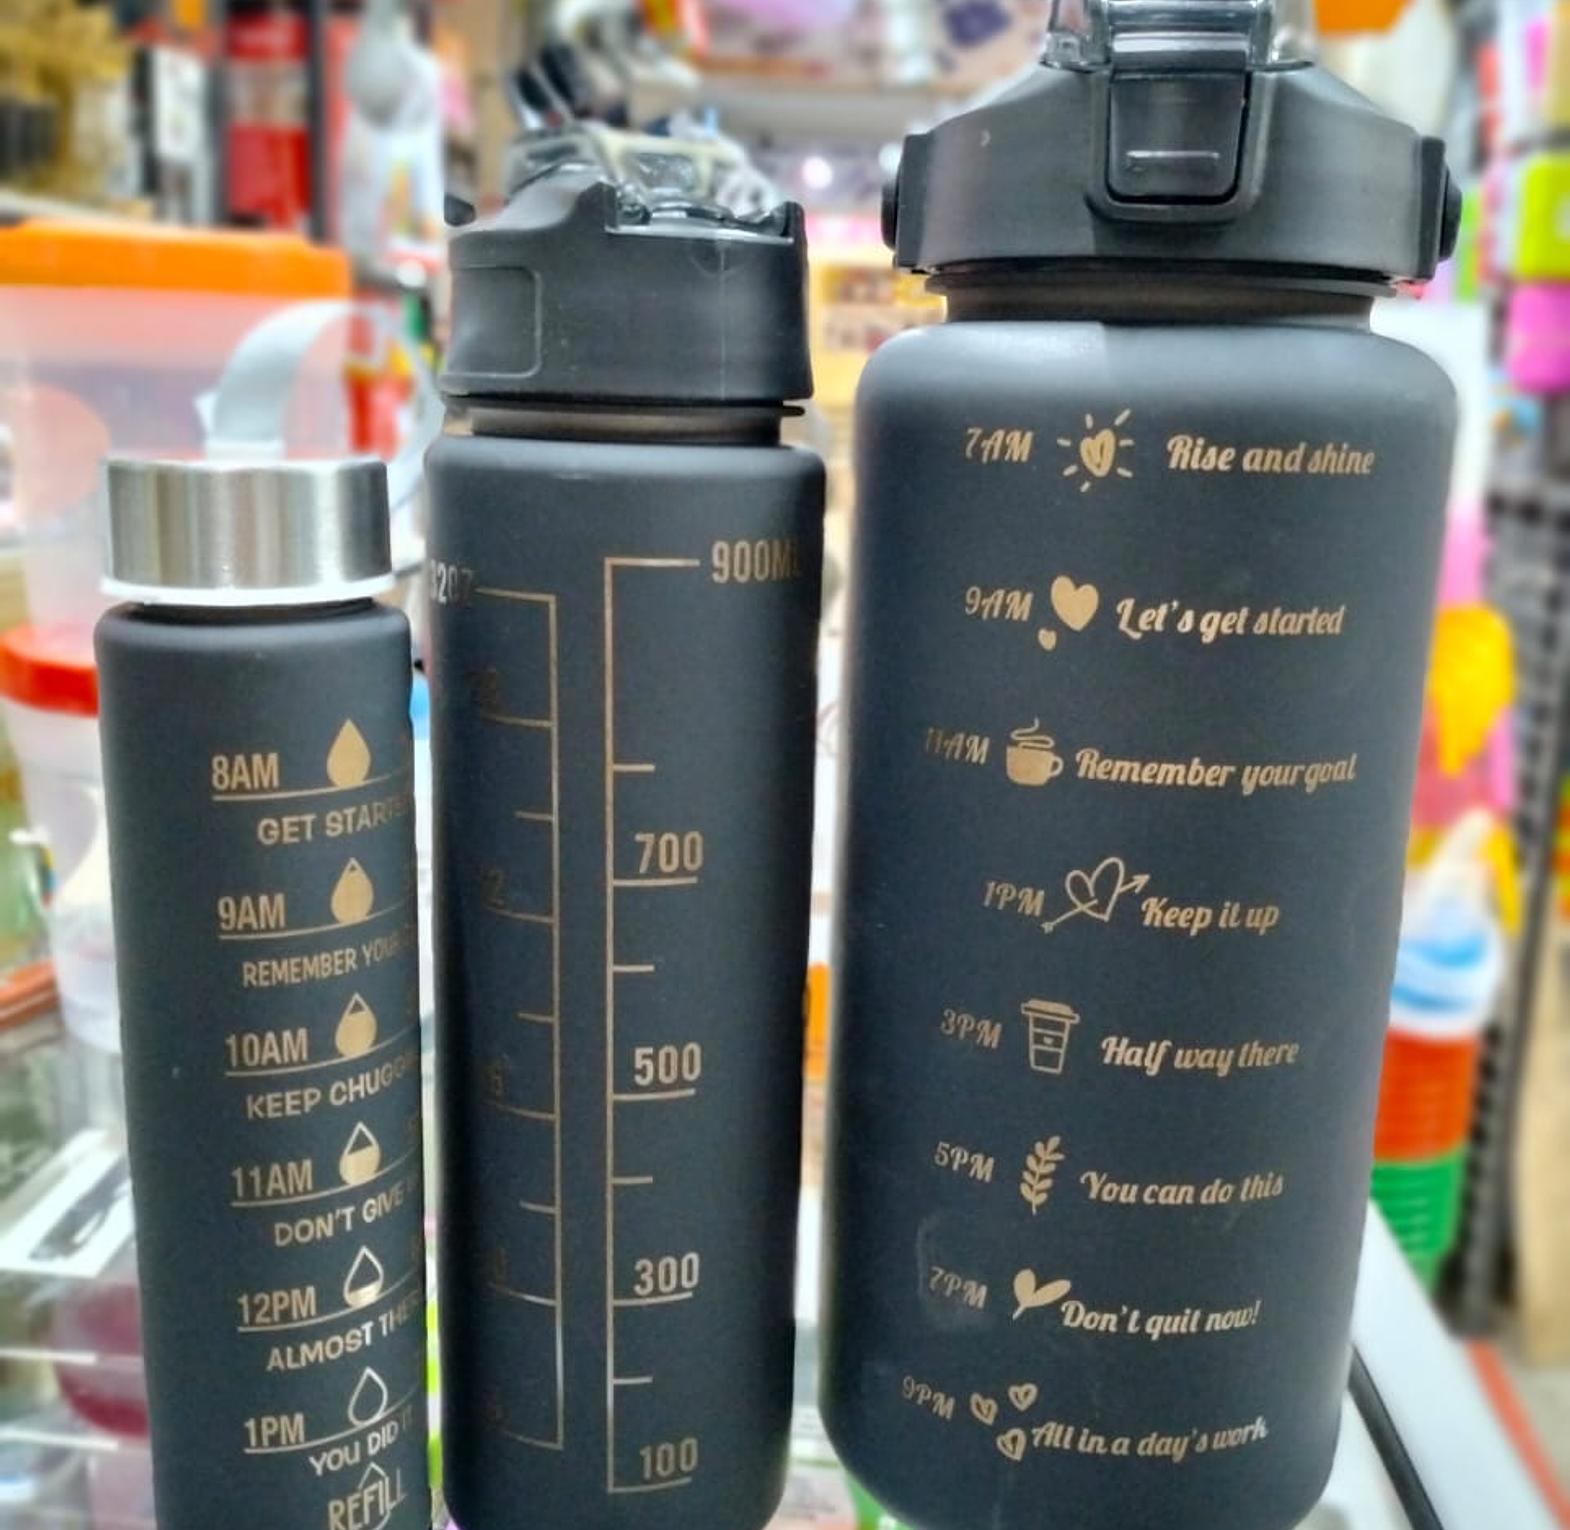 8AM
GET STARTE
9AM
REMEMBER YOUR
10AM
KEEP CHUGG
11AM
DON'T GIVE
12PM
ALMOST THE
1PM
YOU DID IT
REFILL
900ML
700
500
300
100
7AM Rise and shine
9AM Let's get started
11AM Remember your goal
1PM Keep it up
3PM Half way there
5PM You can do this
7PM Don't quit now!
9PM All in a day's work